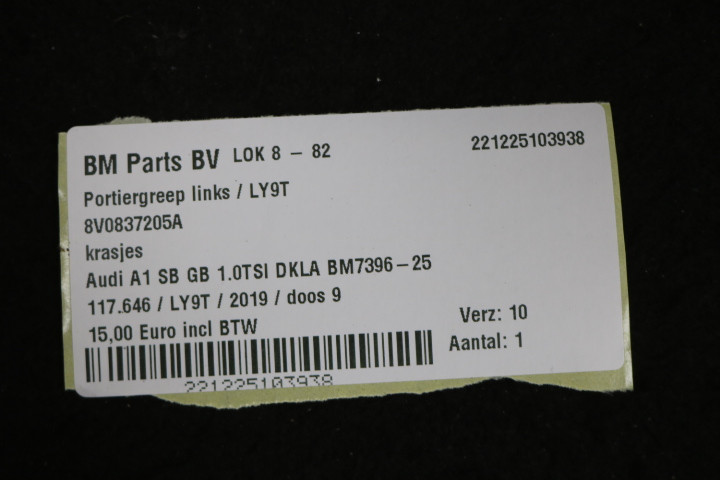 BM Parts BV LOK 8 - 82 221225103938
Portiergreep links / LY9T
8V0837205A
krasjes
Audi A1 SB GB 1.0TSI DKLA BM7396-25
117.646 / LY9T / 2019 / doos 9
15,00 Euro incl BTW
Verz: 10
Aantal: 1
221225103938